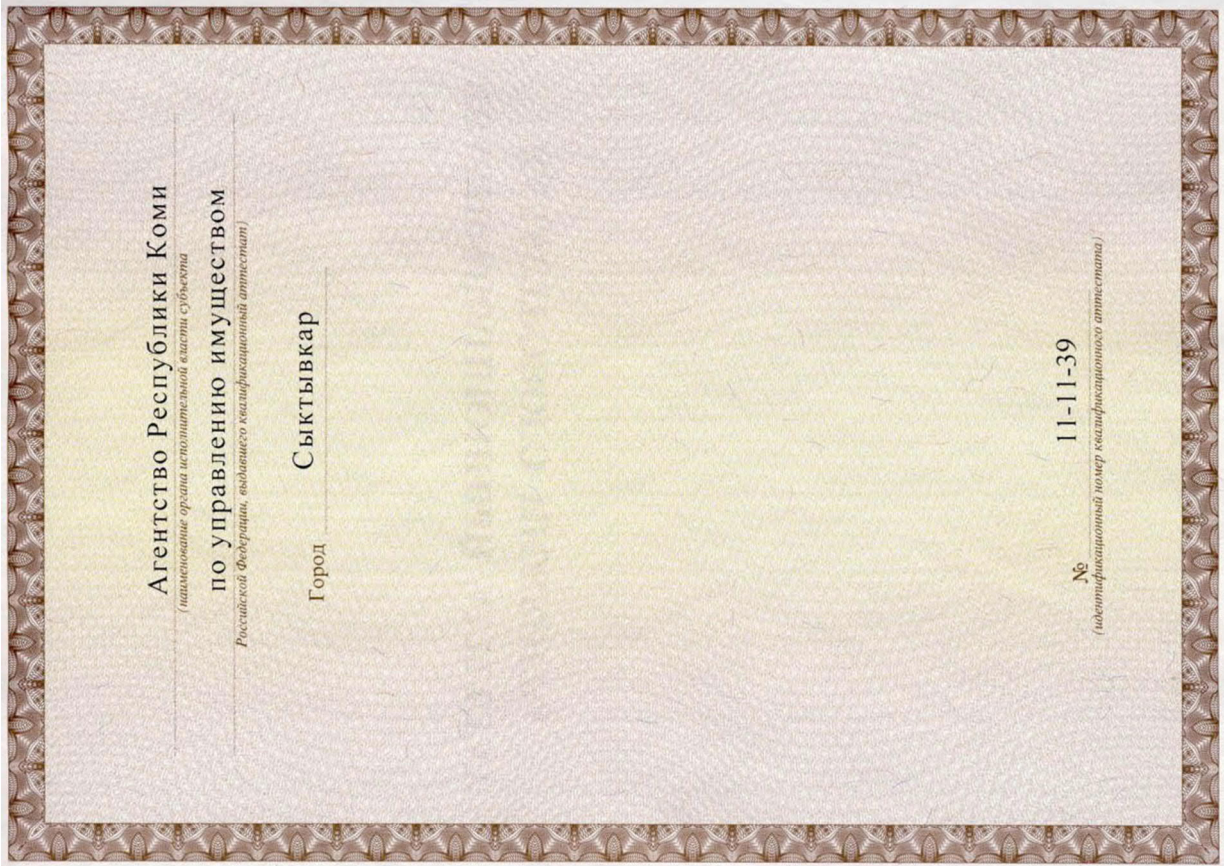 Агентство Республики Коми
(наименование органа исполнительной власти субъекта
по управлению имуществом
Российской Федерации, выдавшего квалификационный аттестат)
Город Сыктывкар
№ 11-11-39
(идентификационный номер квалификационного аттестата)